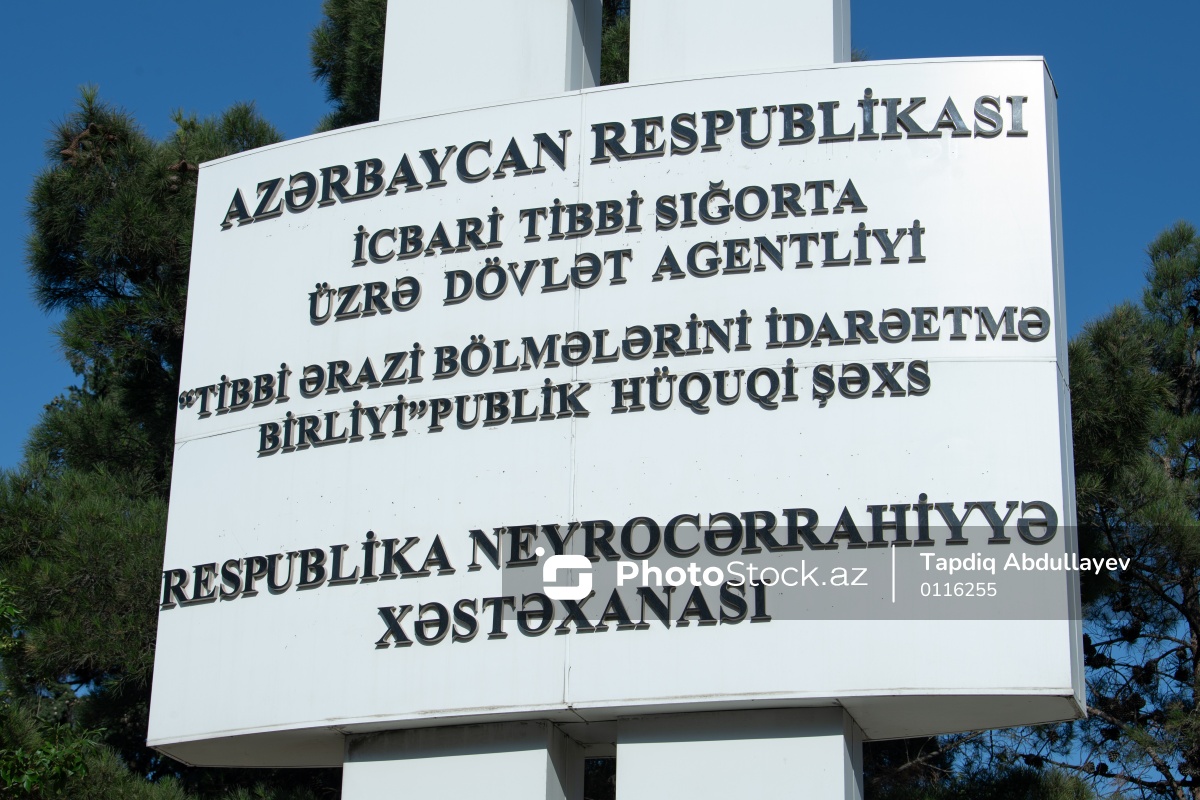 AZƏRBAYCAN RESPUBLİKASI
İCBARİ TİBBİ SIĞORTA
ÜZRƏ DÖVLƏT AGENTLİYİ
“TİBBİ ƏRAZİ BÖLMƏLƏRİNİ İDARƏETMƏ
BİRLİYİ”PUBLİK HÜQUQİ ŞƏXS
RESPUBLİKA NEYROCƏRRAHİYYƏ
XƏSTƏXANASI
PhotoStock.az
Tapdiq Abdullayev
0116255